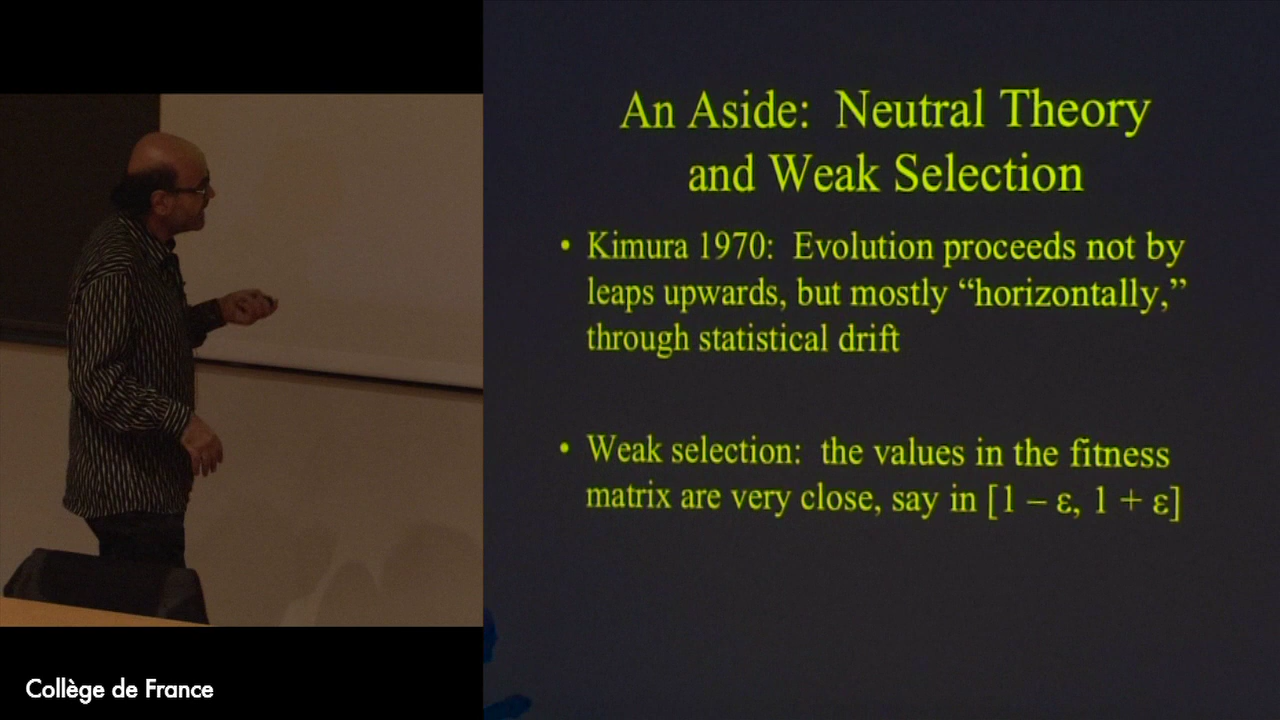 An Aside: Neutral Theory
and Weak Selection
• Kimura 1970: Evolution proceeds not by
leaps upwards, but mostly “horizontally,”
through statistical drift
• Weak selection: the values in the fitness
matrix are very close, say in [1 – ε, 1 + ε]
Collège de France